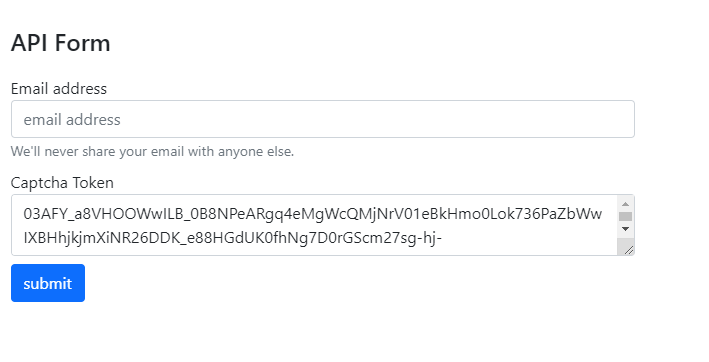 API Form
Email address
email address
We'll never share your email with anyone else.
Captcha Token
03AFY_a8VHOOWwILB_0B8NPeARgq4eMgWcQMjNrV01eBkHmo0Lok736PaZbWw
IXBHhjkjmXiNR26DDK_e88HGdUK0fhNg7D0rGScm27sg-hj-
submit